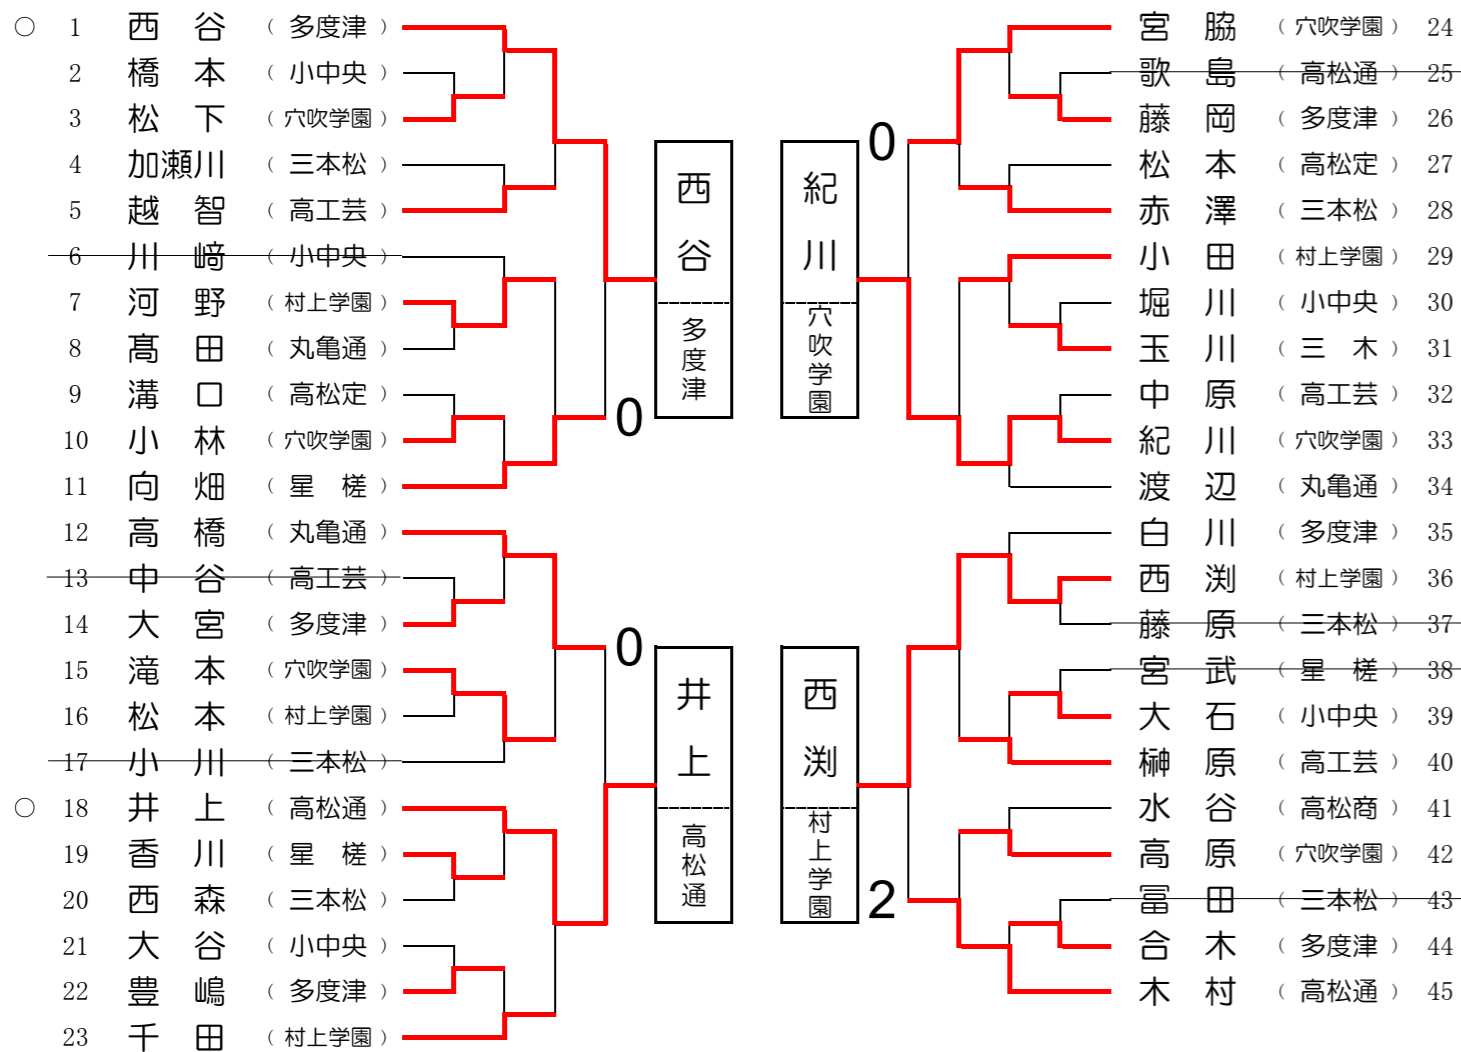 ○ 1 西谷 （多度津）
2 橋本 （小中央）
3 松下 （穴吹学園）
4 加瀬川 （三本松）
5 越智 （高工芸）
6 川﨑 （小中央）
7 河野 （村上学園）
8 髙田 （丸亀通）
9 溝口 （高松定）
10 小林 （穴吹学園）
11 向畑 （星槎）
12 高橋 （丸亀通）
13 中谷 （高工芸）
14 大宮 （多度津）
15 滝本 （穴吹学園）
16 松本 （村上学園）
17 小川 （三本松）
○ 18 井上 （高松通）
19 香川 （星槎）
20 西森 （三本松）
21 大谷 （小中央）
22 豊嶋 （多度津）
23 千田 （村上学園）
西谷
多度津
0
0
井上
高松通
紀川
穴吹学園
0
西渕
村上学園
2
宮脇 （穴吹学園） 24
歌島 （高松通） 25
藤岡 （多度津） 26
松本 （高松定） 27
赤澤 （三本松） 28
小田 （村上学園） 29
堀川 （小中央） 30
玉川 （三木） 31
中原 （高工芸） 32
紀川 （穴吹学園） 33
渡辺 （丸亀通） 34
白川 （多度津） 35
西渕 （村上学園） 36
藤原 （三本松） 37
宮武 （星槎） 38
大石 （小中央） 39
榊原 （高工芸） 40
水谷 （高松商） 41
高原 （穴吹学園） 42
冨田 （三本松） 43
合木 （多度津） 44
木村 （高松通） 45